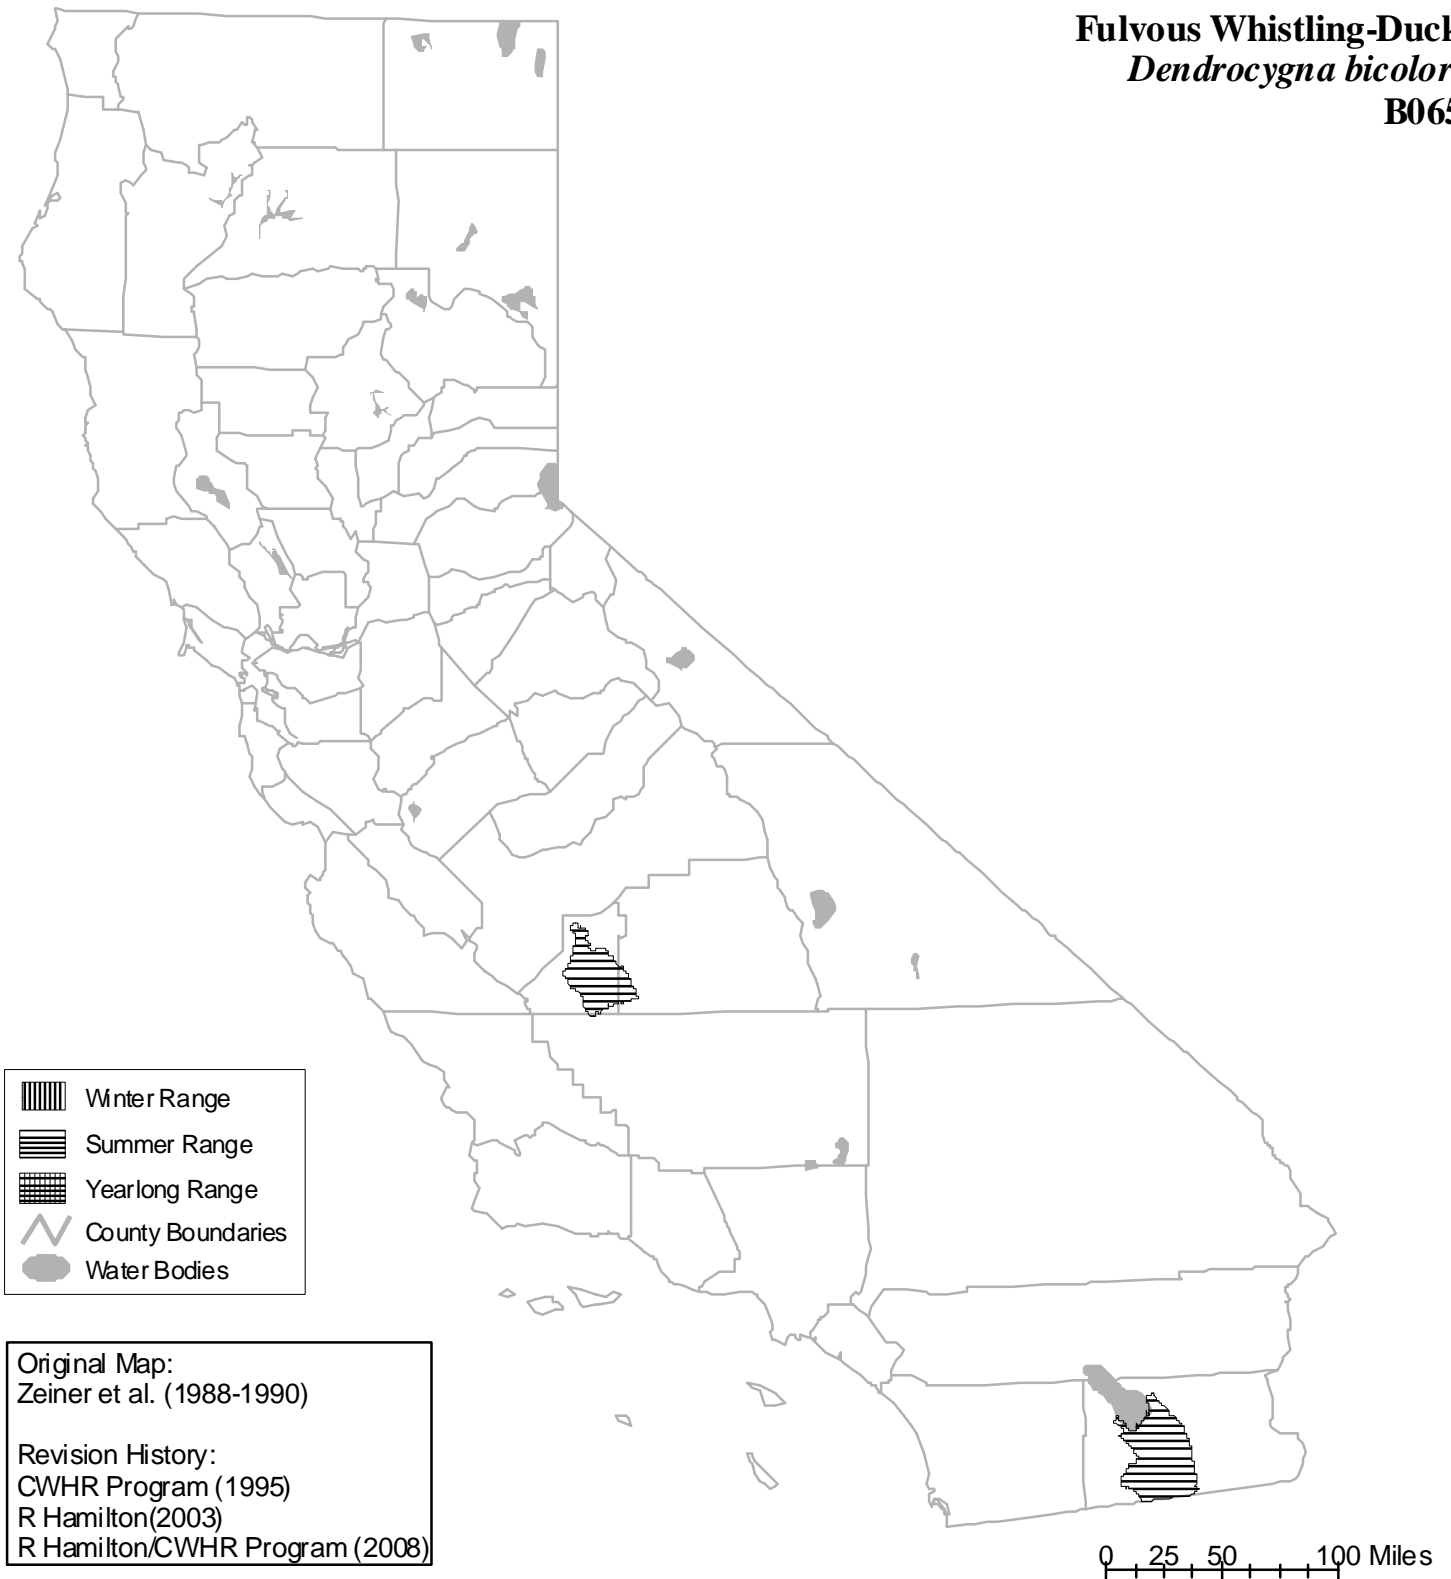 Fulvous Whistling-Duck
Dendrocygna bicolor
B065
Winter Range
Summer Range
Yearlong Range
County Boundaries
Water Bodies
Original Map:
Zeiner et al. (1988-1990)
Revision History:
CWHR Program (1995)
R Hamilton(2003)
R Hamilton/CWHR Program (2008)
0 25 50 100 Miles